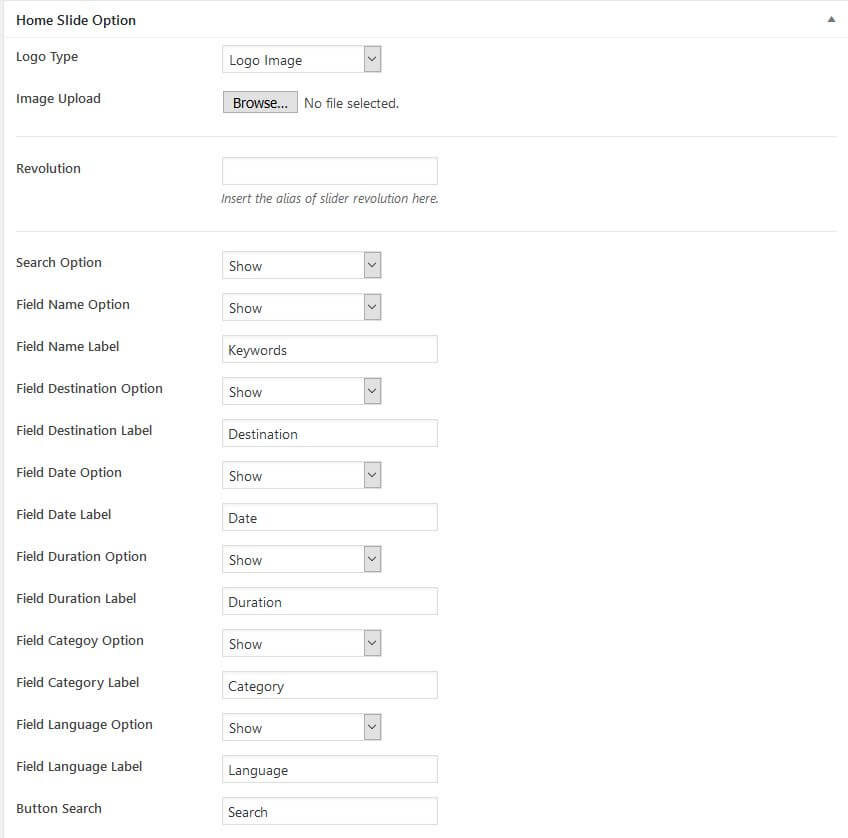 Home Slide Option
Logo Type Logo Image
Image Upload Browse... No file selected.
Revolution
Insert the alias of slider revolution here.
Search Option Show
Field Name Option Show
Field Name Label Keywords
Field Destination Option Show
Field Destination Label Destination
Field Date Option Show
Field Date Label Date
Field Duration Option Show
Field Duration Label Duration
Field Categoy Option Show
Field Category Label Category
Field Language Option Show
Field Language Label Language
Button Search Search